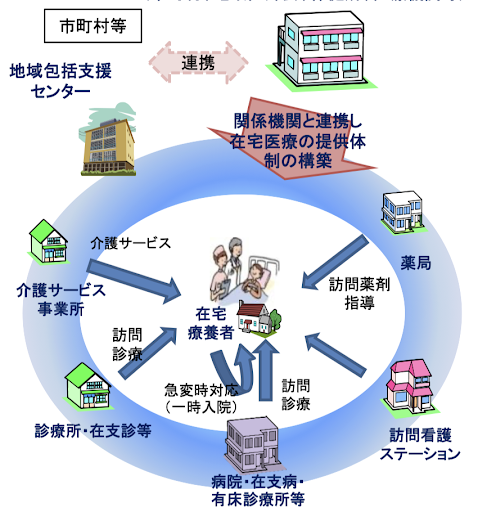 市町村等
連携
地域包括支援
センター
関係機関と連携し
在宅医療の提供体
制の構築
介護サービス
薬局
介護サービス
事業所
在宅
療養者
訪問薬剤
指導
訪問
診療
急変時対応
(一時入院)
訪問
診療
診療所・在支診等
訪問看護
ステーション
病院・在支病・
有床診療所等